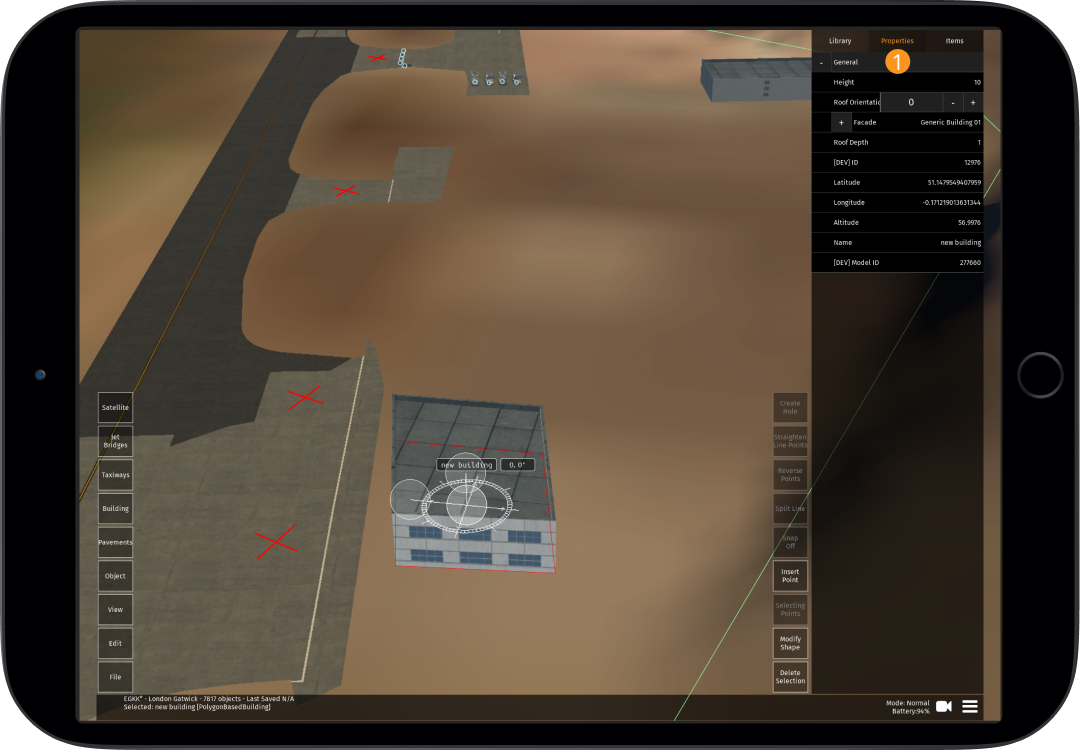 Library Properties Items
- General
1
Height 10
Roof Orientatio 0 - +
+ Facade Generic Building 01
Roof Depth 1
[DEV] ID 12976
Latitude 51.1479549407959
Longitude -0.171219013631344
Altitude 56.9976
Name new building
[DEV] Model ID 277660
new building 0.0°
Satellite
Jet
Bridges
Taxiways
Building
Pavements
Object
View
Edit
File
Create
Hole
Straighten
Line Points
Reverse
Points
Split Line
Snap
Off
Insert
Point
Selecting
Points
Modify
Shape
Delete
Selection
EGKK* - London Gatwick - 7817 objects - Last Saved N/A
Selected: new building [PolygonBasedBuilding]
Mode: Normal
Battery:94%